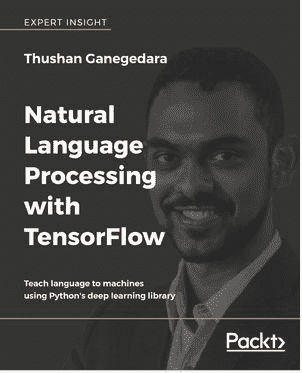 EXPERT INSIGHT
Thushan Ganegedara
Natural
Language
Processing
with
TensorFlow
Teach language to machines
using Python's deep learning library
Packt>